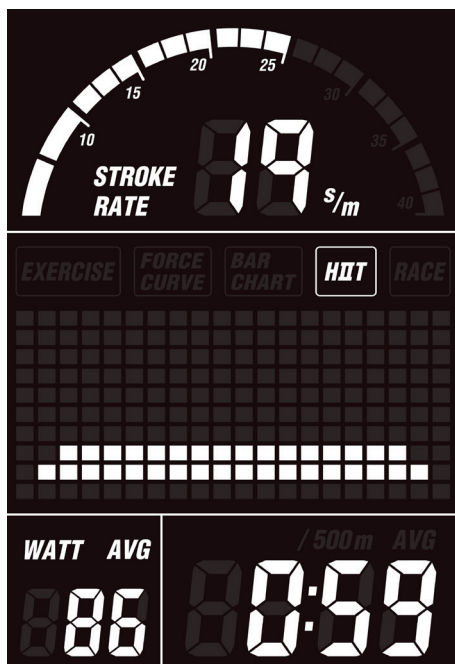 20 25
15 30
10 35
STROKE RATE 19 s/m 40
EXERCISE
FORCE CURVE
BAR CHART
HIIT
RACE
WATT AVG
86
/500m AVG
0:59